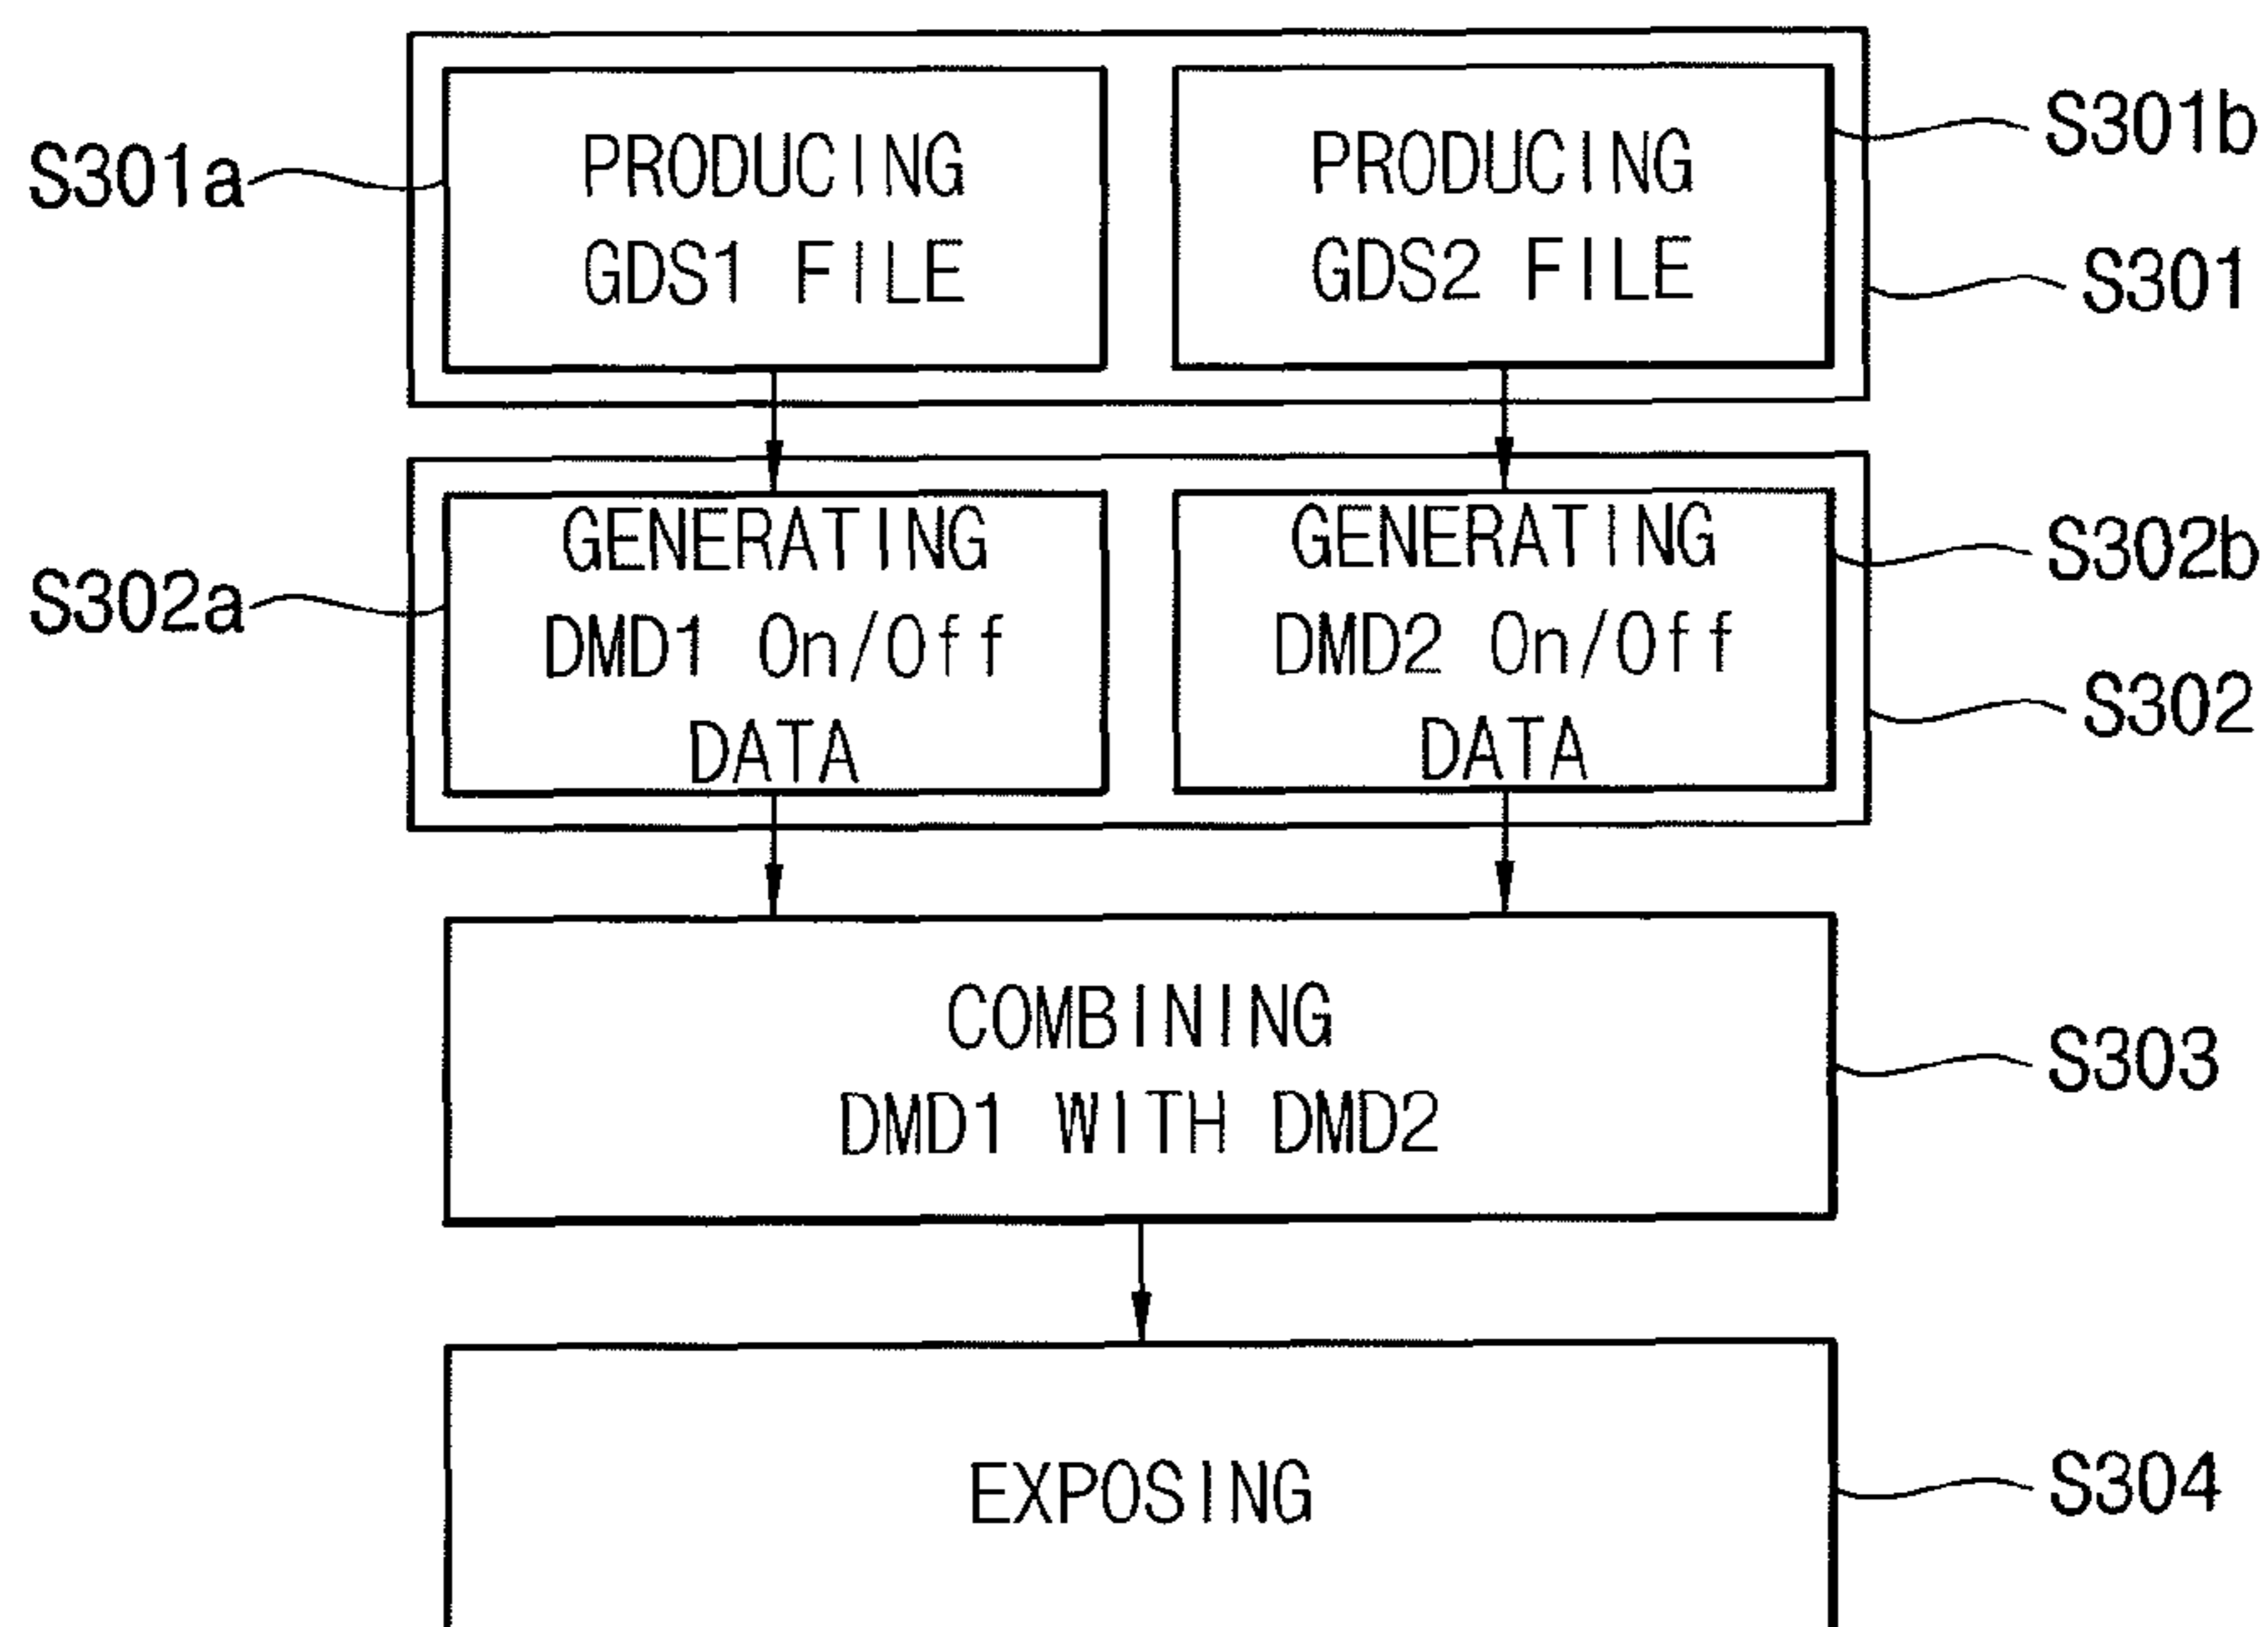 S301a
PRODUCING
GDS1 FILE
PRODUCING
GDS2 FILE
S301b
S301
S302a
GENERATING
DMD1 On/Off
DATA
GENERATING
DMD2 On/Off
DATA
S302b
S302
COMBINING
DMD1 WITH DMD2
S303
EXPOSING
S304